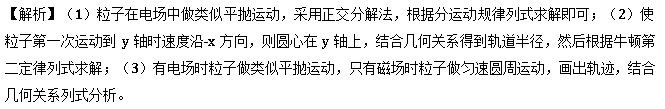 【解析】（1）粒子在电场中做类似平抛运动，采用正交分解法，根据分运动规律列式求解即可；（2）使
粒子第一次运动到 y 轴时速度沿-x 方向，则圆心在 y 轴上，结合几何关系得到轨道半径，然后根据牛顿第
二定律列式求解；（3）有电场时粒子做类似平抛运动，只有磁场时粒子做匀速圆周运动，画出轨迹，结合
几何关系列式分析。